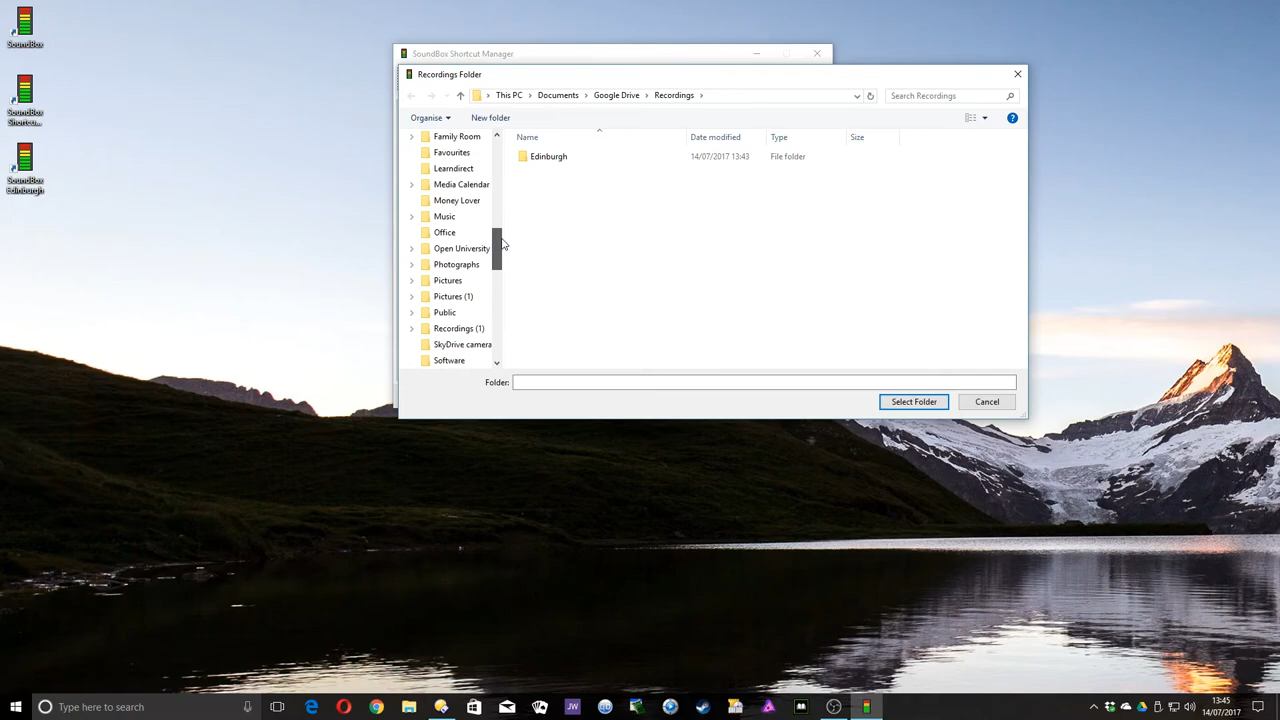 SoundBox
SoundBox
Shortcu...
SoundBox
Edinburgh
SoundBox Shortcut Manager
Recordings Folder
This PC > Documents > Google Drive > Recordings >
Search Recordings
Organise
New folder
Name
Date modified
Type
Size
Edinburgh
14/07/2017 13:43
File folder
Family Room
Favourites
Learndirect
Media Calendar
Money Lover
Music
Office
Open University
Photographs
Pictures
Pictures (1)
Public
Recordings (1)
SkyDrive camera
Software
Folder:
Select Folder
Cancel
Type here to search
JW
13:45
14/07/2017